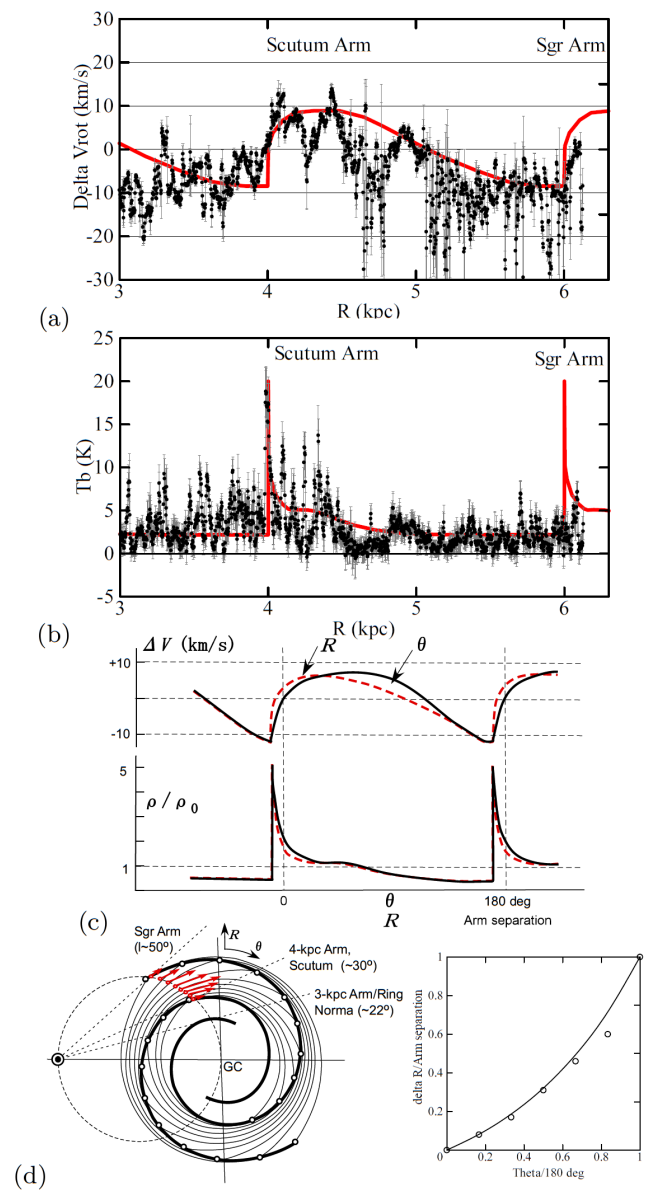 Scutum Arm Sgr Arm
Delta Vrot (km/s)
30
20
10
0
-10
-20
-30
3 4 5 6
R (kpc)
(a)
Scutum Arm Sgr Arm
Tb (K)
25
20
15
10
5
0
-5
3 4 5 6
R (kpc)
(b)
ΔV (km/s)
R θ
+10
-10
5
ρ/ρ0
1
0 θ 180 deg
R Arm separation
(c)
Sgr Arm
(l~50º)
R
θ
4-kpc Arm,
Scutum (~30º)
3-kpc Arm/Ring
Norma (~22º)
GC
(d)
delta R/Arm separation
1
0.8
0.6
0.4
0.2
0 0.2 0.4 0.6 0.8 1
Theta/180 deg